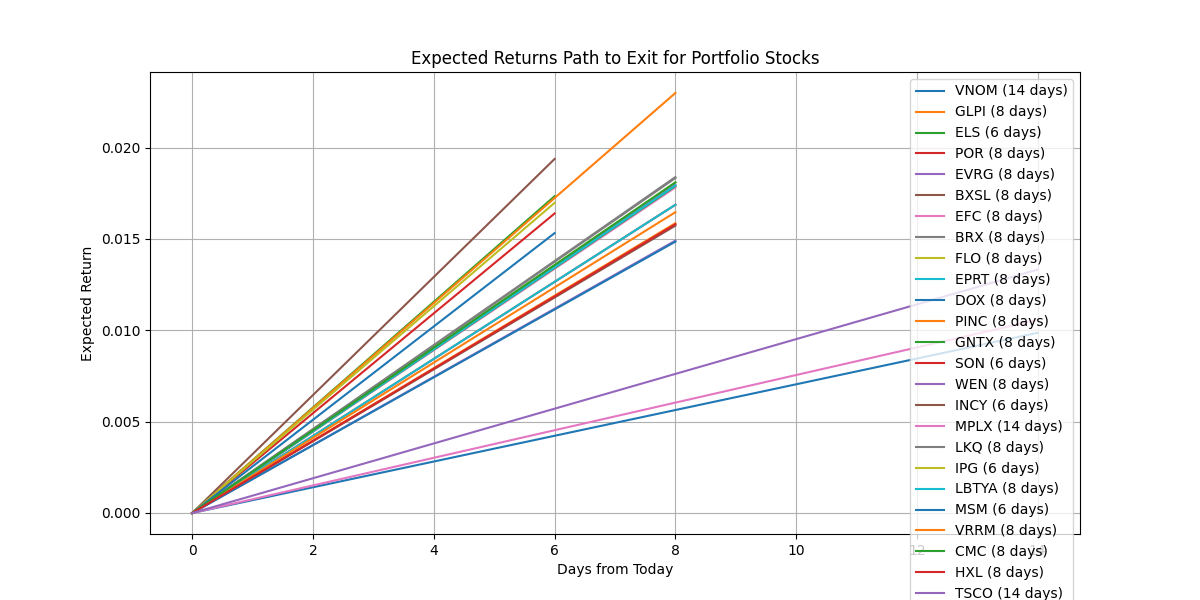 Expected Returns Path to Exit for Portfolio Stocks
Expected Return
0.020
0.015
0.010
0.005
0.000
0
2
4
6
8
10
12
Days from Today
VNOM (14 days)
GLPI (8 days)
ELS (6 days)
POR (8 days)
EVRG (8 days)
BXSL (8 days)
EFC (8 days)
BRX (8 days)
FLO (8 days)
EPRT (8 days)
DOX (8 days)
PINC (8 days)
GNTX (8 days)
SON (6 days)
WEN (8 days)
INCY (6 days)
MPLX (14 days)
LKQ (8 days)
IPG (6 days)
LBTYA (8 days)
MSM (6 days)
VRRM (8 days)
CMC (8 days)
HXL (8 days)
TSCO (14 days)